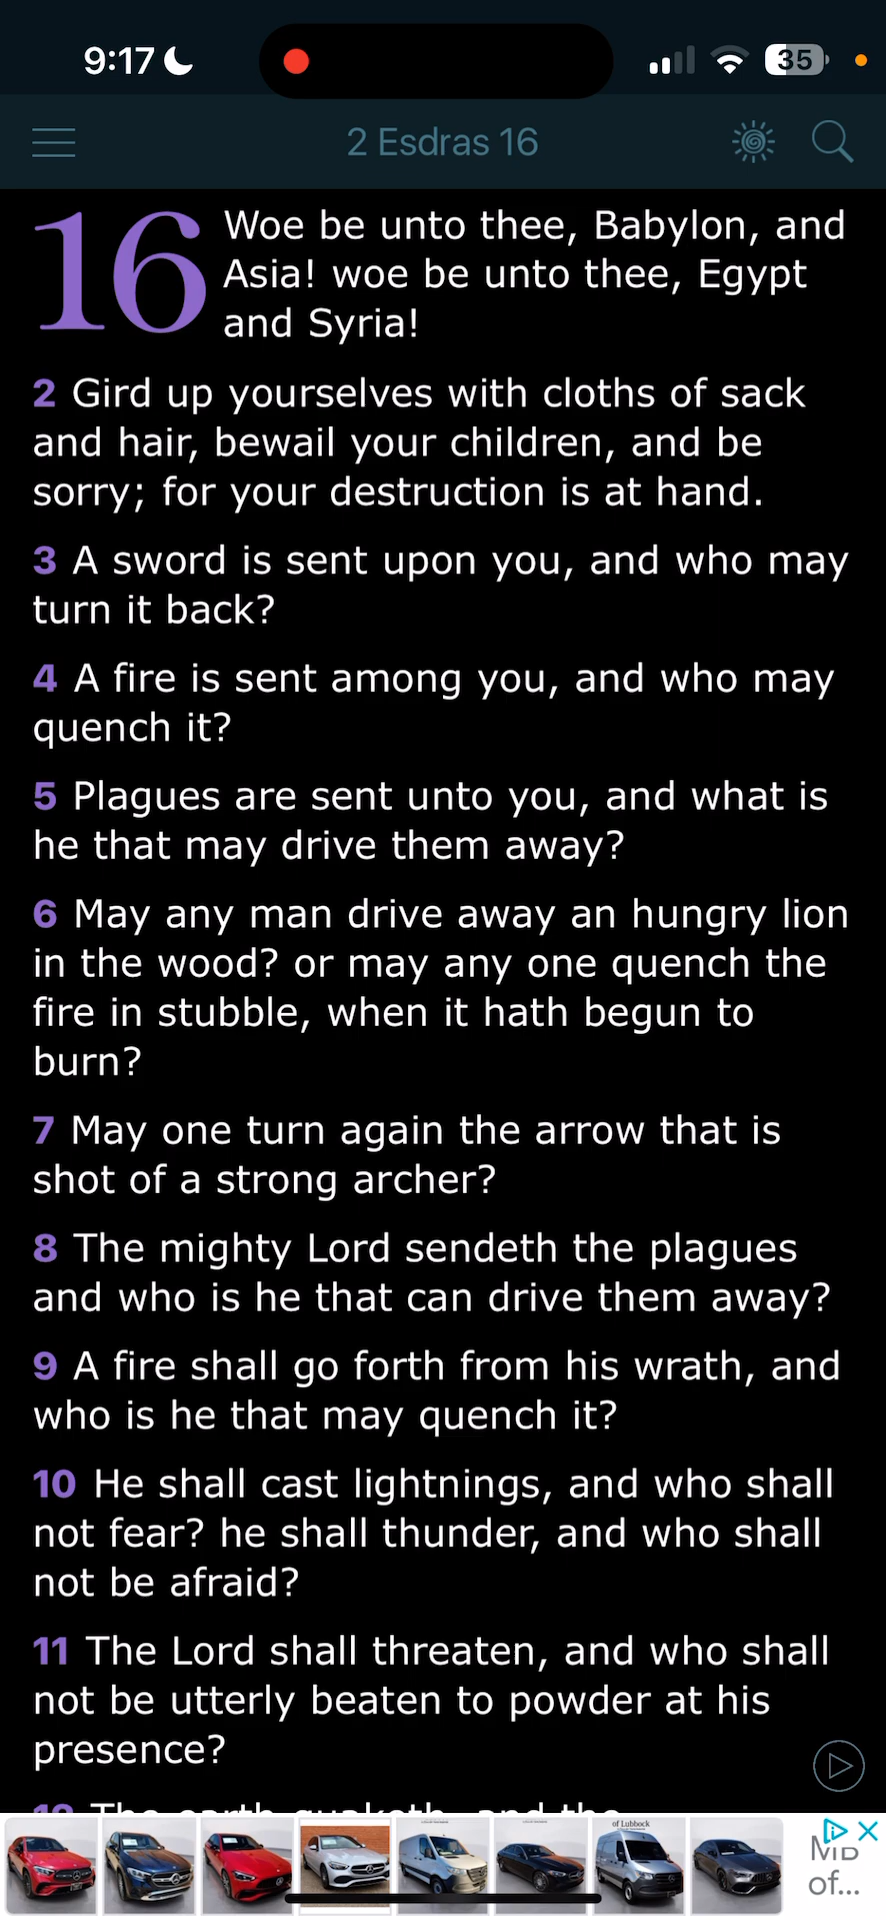 9:17
35
2 Esdras 16
16 Woe be unto thee, Babylon, and
Asia! woe be unto thee, Egypt
and Syria!
2 Gird up yourselves with cloths of sack
and hair, bewail your children, and be
sorry; for your destruction is at hand.
3 A sword is sent upon you, and who may
turn it back?
4 A fire is sent among you, and who may
quench it?
5 Plagues are sent unto you, and what is
he that may drive them away?
6 May any man drive away an hungry lion
in the wood? or may any one quench the
fire in stubble, when it hath begun to
burn?
7 May one turn again the arrow that is
shot of a strong archer?
8 The mighty Lord sendeth the plagues
and who is he that can drive them away?
9 A fire shall go forth from his wrath, and
who is he that may quench it?
10 He shall cast lightnings, and who shall
not fear? he shall thunder, and who shall
not be afraid?
11 The Lord shall threaten, and who shall
not be utterly beaten to powder at his
presence?
12 The earth quaketh, and the
of Lubbock
MB
of...